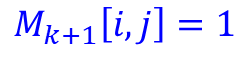 M_{k+1}[i, j] = 1